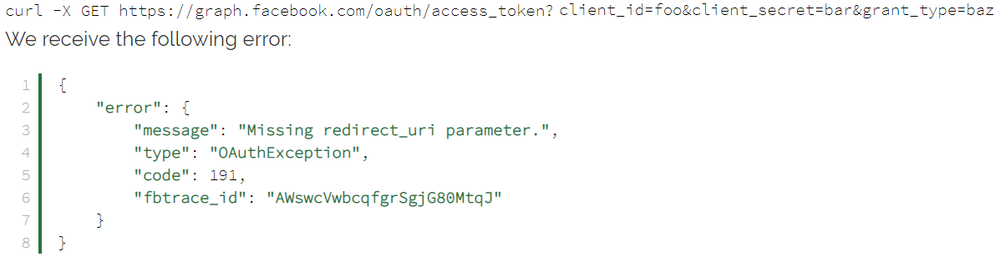 curl -X GET https://graph.facebook.com/oauth/access_token? client_id=foo&client_secret=bar&grant_type=baz
We receive the following error:
1 {
2 "error": {
3 "message": "Missing redirect_uri parameter.",
4 "type": "OAuthException",
5 "code": 191,
6 "fbtrace_id": "AWswcVwbcqfgrSgjG80MtqJ"
7 }
8 }